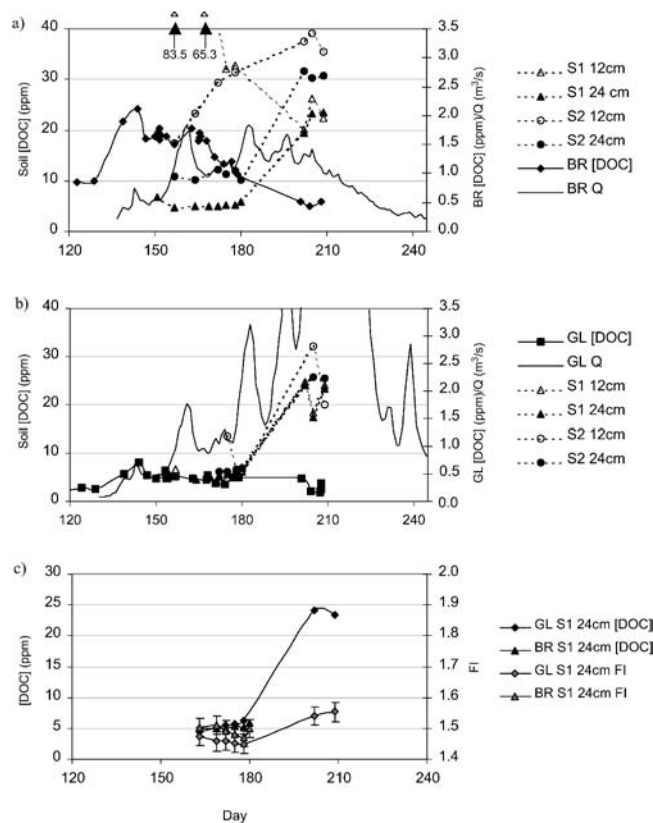 a)
83.5 65.3
Soil [DOC] (ppm)
40
30
20
10
0
120 150 180 210 240
3.5
3.0
2.5
2.0
1.5
1.0
0.5
0.0
BR [DOC] (ppm)/Q (m³/s)
S1 12cm
S1 24 cm
S2 12cm
S2 24cm
BR [DOC]
BR Q
b)
Soil [DOC] (ppm)
40
30
20
10
0
120 150 180 210 240
3.5
3.0
2.5
2.0
1.5
1.0
0.5
0.0
GL [DOC] (ppm)/Q (m³/s)
GL [DOC]
GL Q
S1 12cm
S1 24cm
S2 12cm
S2 24cm
c)
[DOC] (ppm)
30
25
20
15
10
5
0
120 150 180 210 240
2.0
1.9
1.8
1.7
1.6
1.5
1.4
FI
GL S1 24cm [DOC]
BR S1 24cm [DOC]
GL S1 24cm FI
BR S1 24cm FI
Day